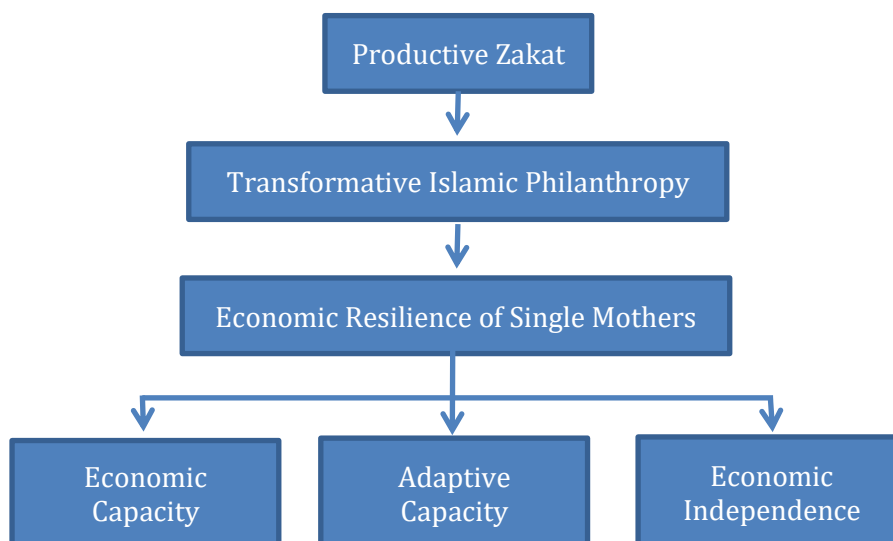 Productive Zakat
Transformative Islamic Philanthropy
Economic Resilience of Single Mothers
Economic
Capacity
Adaptive
Capacity
Economic
Independence